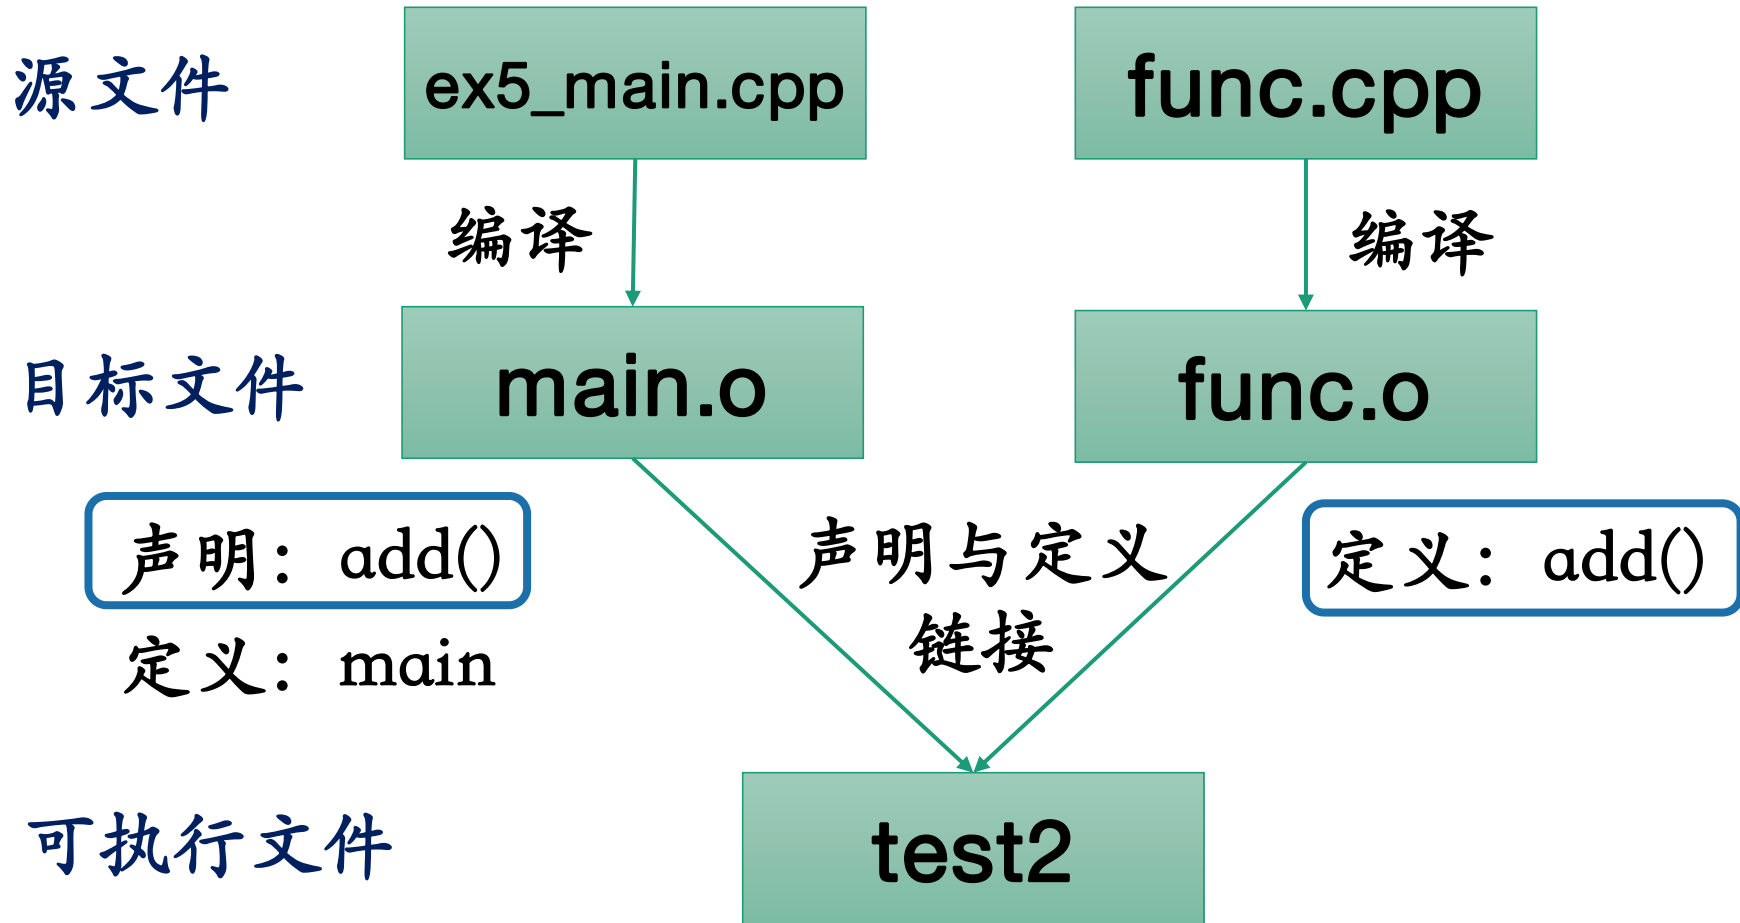 源文件
ex5_main.cpp
func.cpp
编译
编译
目标文件
main.o
func.o
声明：add()
声明与定义
链接
定义：add()
定义：main
可执行文件
test2